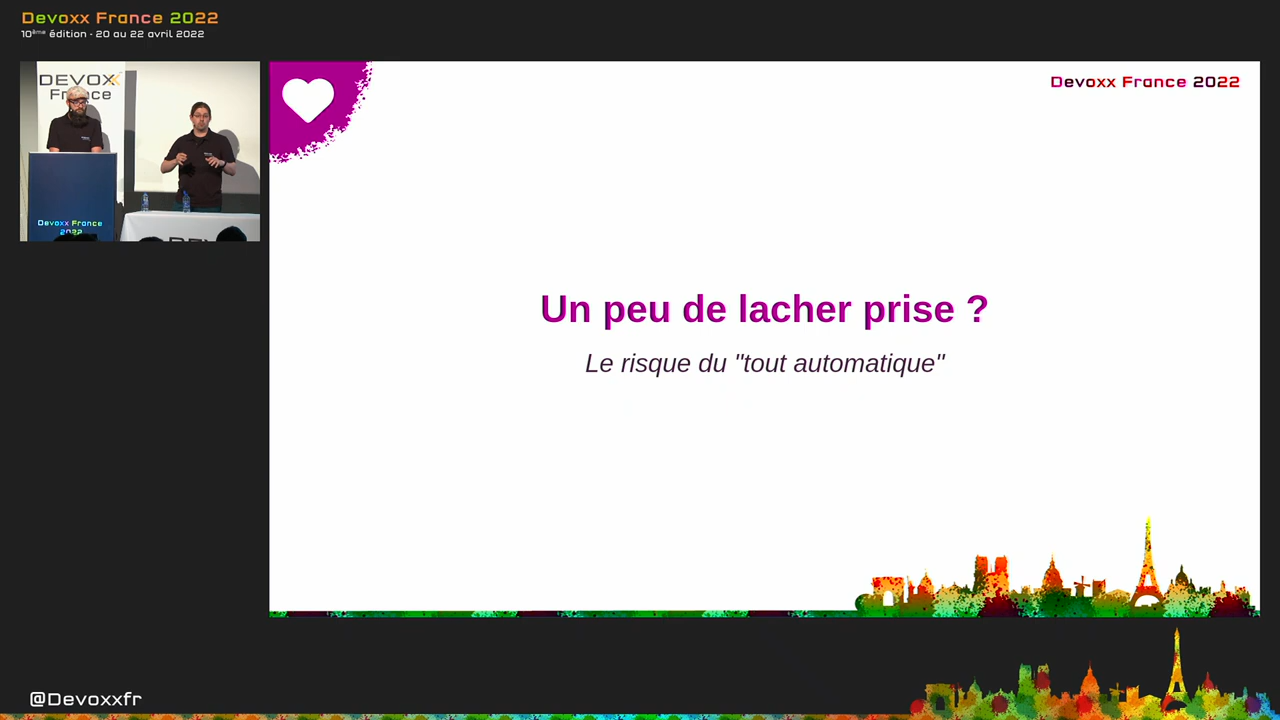 Devoxx France 2022
10ème édition - 20 au 22 avril 2022
DEVOXX
France
Devoxx France
2022
Devoxx France 2022
Un peu de lacher prise ?
Le risque du "tout automatique"
@Devoxxfr